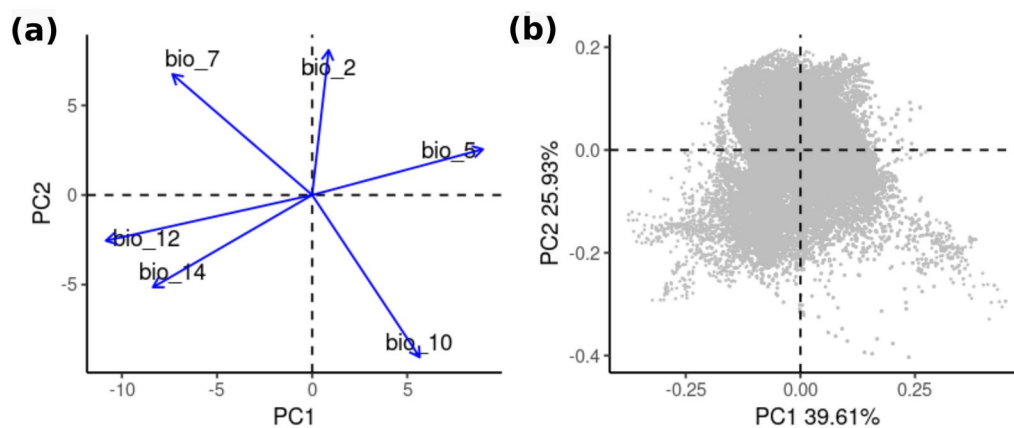 (a)
bio_7
bio_2
bio_5
bio_12
bio_14
bio_10
PC2
5
0
-5
-10
-5
0
5
PC1
(b)
PC2 25.93%
0.2
0.0
-0.2
-0.4
-0.25
0.00
0.25
PC1 39.61%